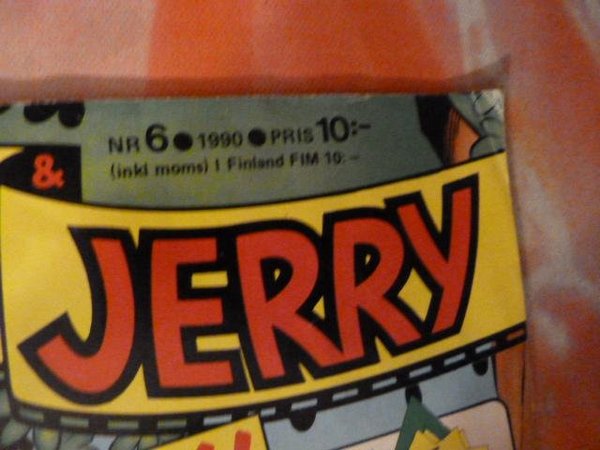 NR 6 ● 1990 ● PRIS 10:-
(inkl moms) I Finland FIM 10:-
&
JERRY